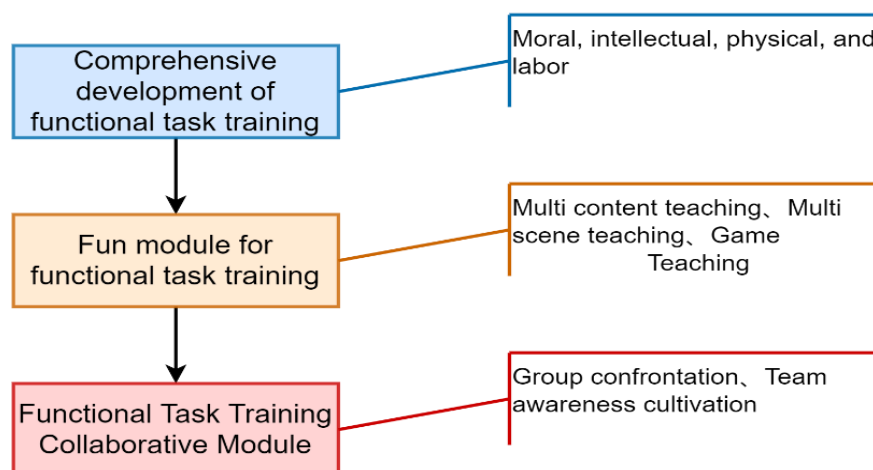 Comprehensive
development of
functional task training
Moral, intellectual, physical, and
labor
Fun module for
functional task training
Multi content teaching、Multi
scene teaching、Game
Teaching
Functional Task Training
Collaborative Module
Group confrontation、Team
awareness cultivation